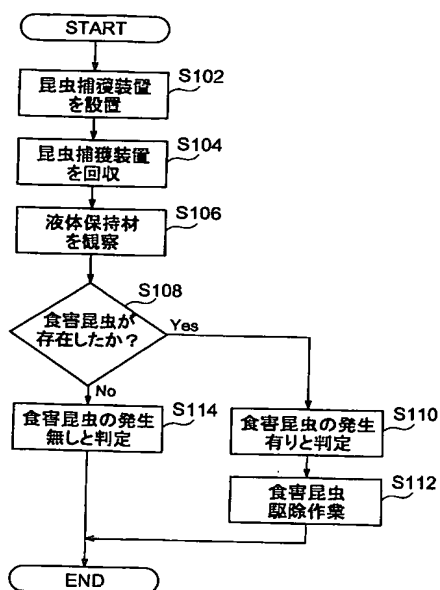 START
S102
昆虫捕獲装置
を設置
S104
昆虫捕獲装置
を回収
S106
液体保持材
を観察
S108
食害昆虫が
存在したか？
Yes
No
S114
食害昆虫の発生
無しと判定
S110
食害昆虫の発生
有りと判定
S112
食害昆虫
駆除作業
END